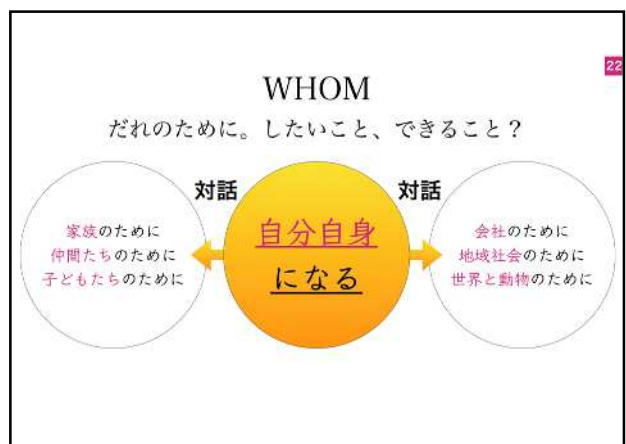 22
WHOM
だれのために。したいこと、できること？
対話
対話
家族のために
仲間たちのために
子どもたちのために
自分自身
になる
会社のために
地域社会のために
世界と動物のために